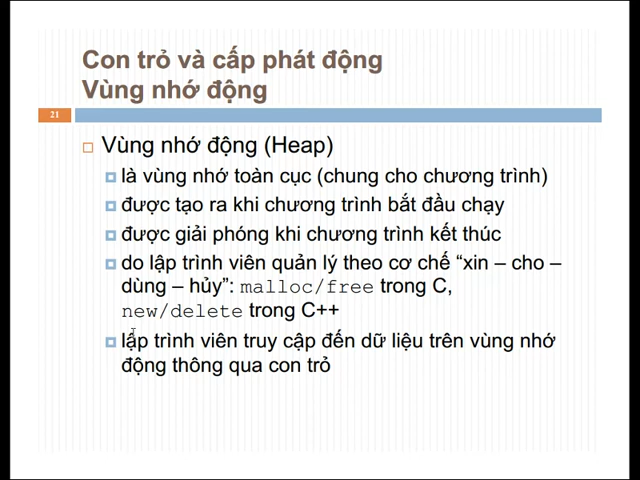 Con trỏ và cấp phát động
Vùng nhớ động
21
Vùng nhớ động (Heap)
là vùng nhớ toàn cục (chung cho chương trình)
được tạo ra khi chương trình bắt đầu chạy
được giải phóng khi chương trình kết thúc
do lập trình viên quản lý theo cơ chế “xin – cho –
dùng – hủy”: malloc/free trong C,
new/delete trong C++
lập trình viên truy cập đến dữ liệu trên vùng nhớ
động thông qua con trỏ